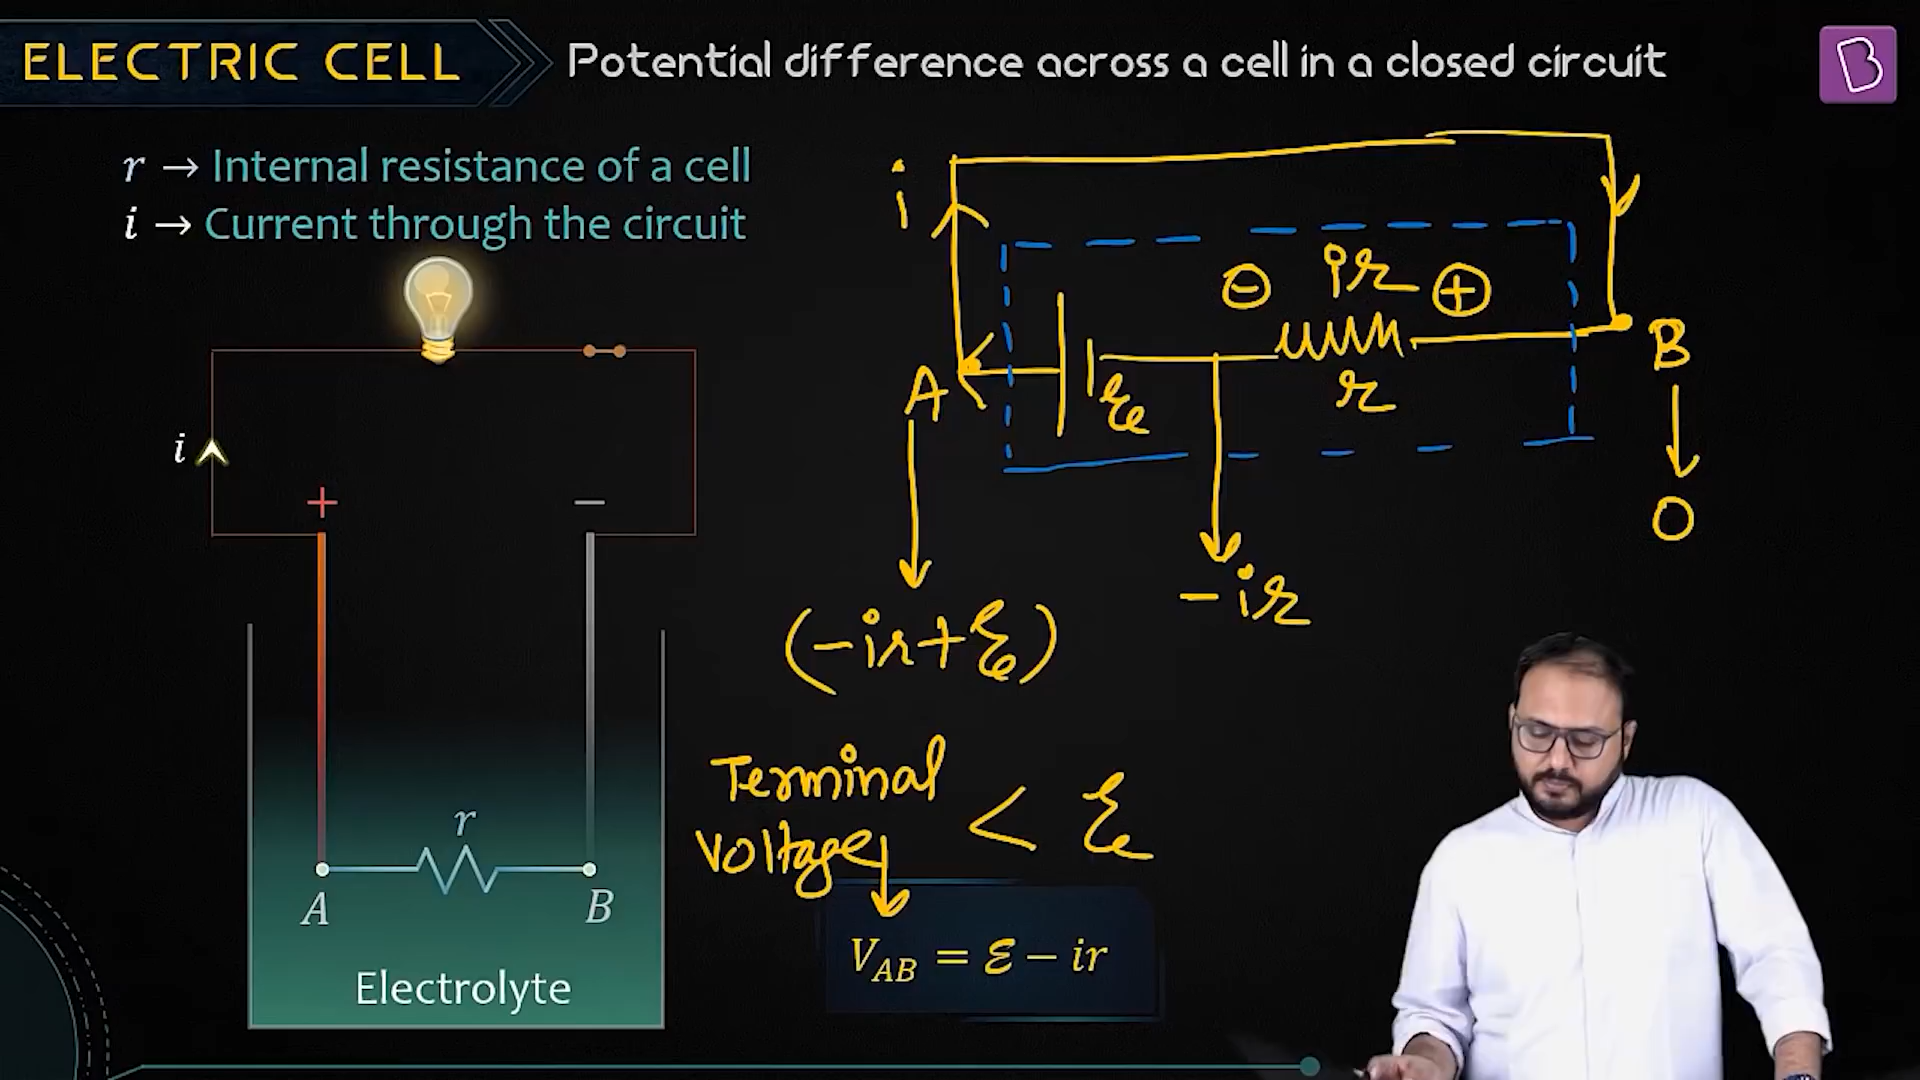 ELECTRIC CELL
Potential difference across a cell in a closed circuit
B
r → Internal resistance of a cell
i → Current through the circuit
i
+
−
r
A
B
Electrolyte
i
⊖ ir ⊕
A
ℰ
r
B
0
−ir
(−ir+ℰ)
Terminal
Voltage < ℰ
V_AB = ℰ − ir